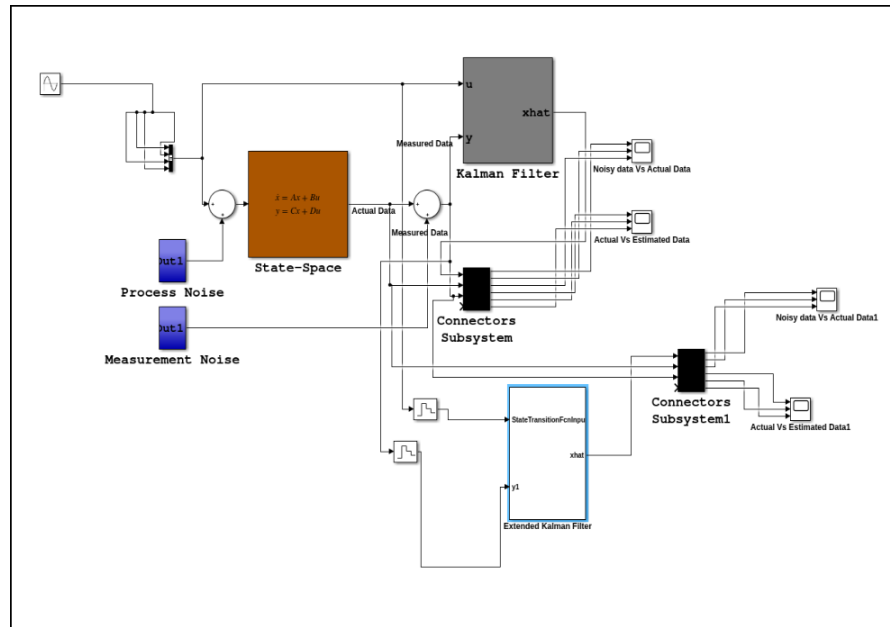 u
xhat
y
Measured Data
Kalman Filter
Noisy data Vs Actual Data
ẋ = Ax + Bu
y = Cx + Du
Actual Data
Measured Data
Actual Vs Estimated Data
State-Space
Out1
Process Noise
Connectors
Subsystem
Noisy data Vs Actual Data1
Out1
Measurement Noise
Connectors
Subsystem1
Actual Vs Estimated Data1
StateTransitionFcnInpu
xhat
y1
Extended Kalman Filter